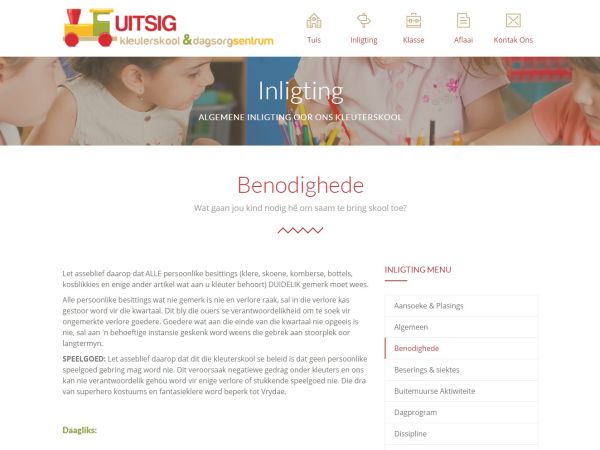 UITSIG
kleuterskool &dagsorgsentrum
Tuis
Inligting
Klasse
Aflaai
Kontak Ons
Inligting
ALGEMENE INLIGTING OOR ONS KLEUTERSKOOL
Benodighede
Wat gaan jou kind nodig hê om saam te bring skool toe?
Let asseblief daarop dat ALLE persoonlike besittings (klere, skoene, komberse, bottels,
kosblikkies en enige ander artikel wat aan u kleuter behoort) DUIDELIK gemerk moet wees.
Alle persoonlike besittings wat nie gemerk is nie en verlore raak, sal in die verlore kas
gestoor word vir die kwartaal. Dit bly die ouers se verantwoordelikheid om te soek vir
ongemerkte verlore goedere. Goedere wat aan die einde van die kwartaal nie opgeeis is
nie, sal aan 'n behoeftige instansie geskenk word weens die gebrek aan stoorplek oor
langtermyn.
SPEELGOED: Let asseblief daarop dat dit die kleuterskool se beleid is dat geen persoonlike
speelgoed gebring mag word nie. Dit veroorsaak negatiewe gedrag onder kleuters en ons
kan nie verantwoordelik gehou word vir enige verlore of stukkende speelgoed nie. Die dra
van superhero kostuums en fantasieklere word beperk tot Vrydae.
Daagliks:
INLIGTING MENU
Aansoeke & Plasings
Algemeen
Benodighede
Beserings & siektes
Buitemuurse Aktiwiteite
Dagprogram
Dissipline